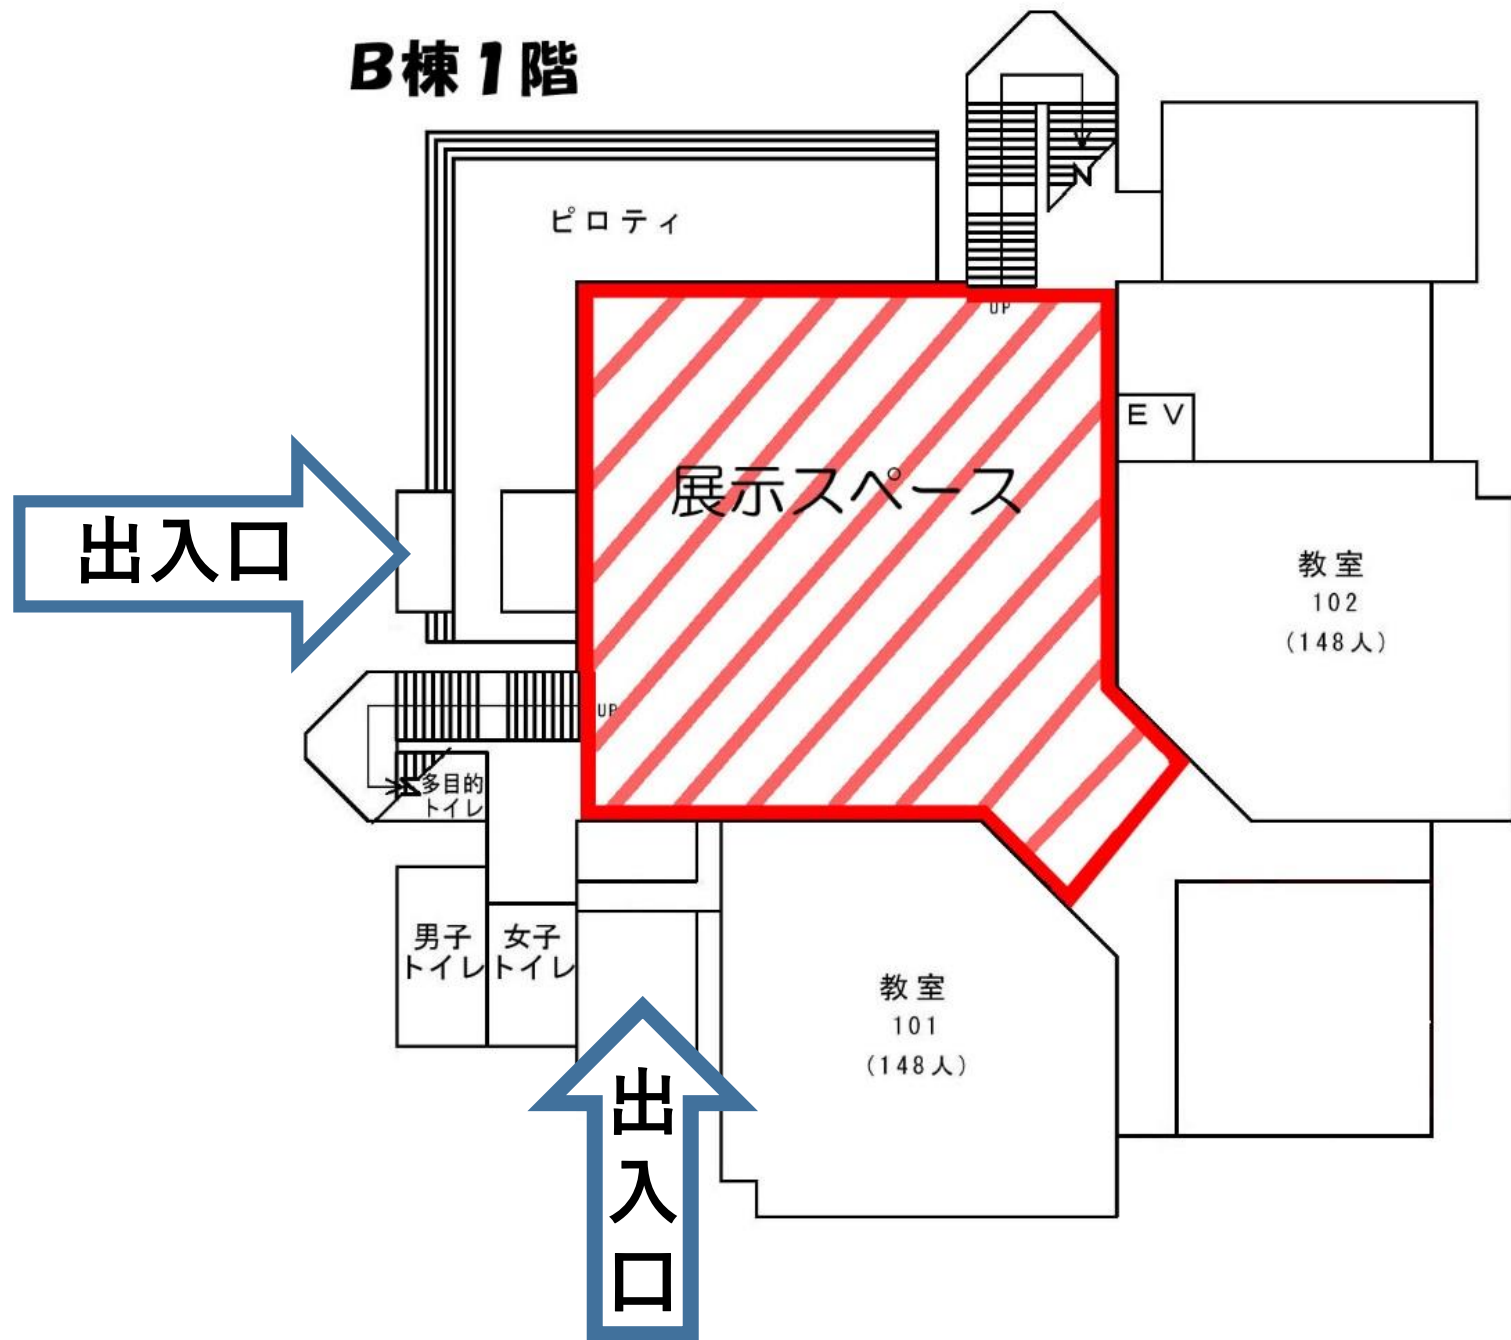 B棟1階
ピロティ
UP
EV
展示スペース
出入口
教室
102
(148人)
UP
多目的
トイレ
男子
トイレ
女子
トイレ
教室
101
(148人)
出入口